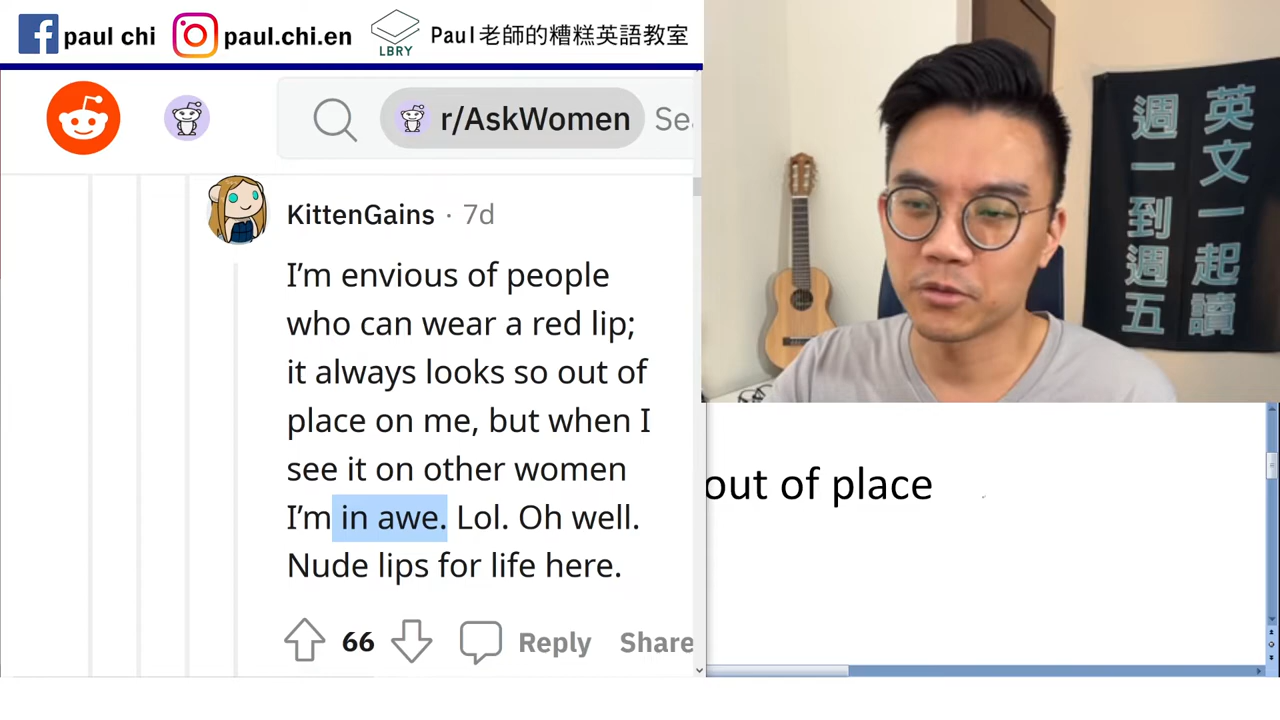 paul chi
paul.chi.en
LBRY
Paul老師的糟糕英語教室
r/AskWomen
KittenGains · 7d
I'm envious of people
who can wear a red lip;
it always looks so out of
place on me, but when I
see it on other women
I'm in awe. Lol. Oh well.
Nude lips for life here.
66
Reply
Share
英文一起讀
週一到週五
out of place